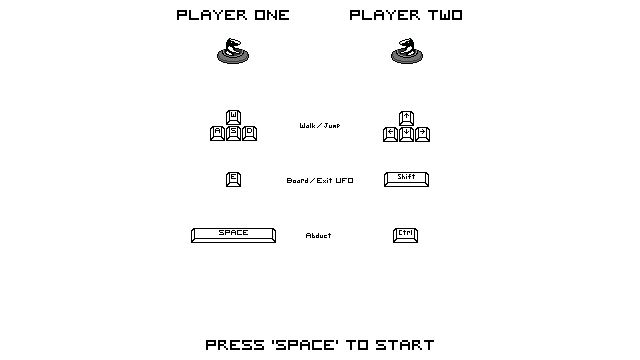 PLAYER ONE PLAYER TWO
W ↑
A S D Walk/Jump ← ↓ →
E Board/Exit UFO Shift
SPACE Abduct Ctrl
PRESS 'SPACE' TO START